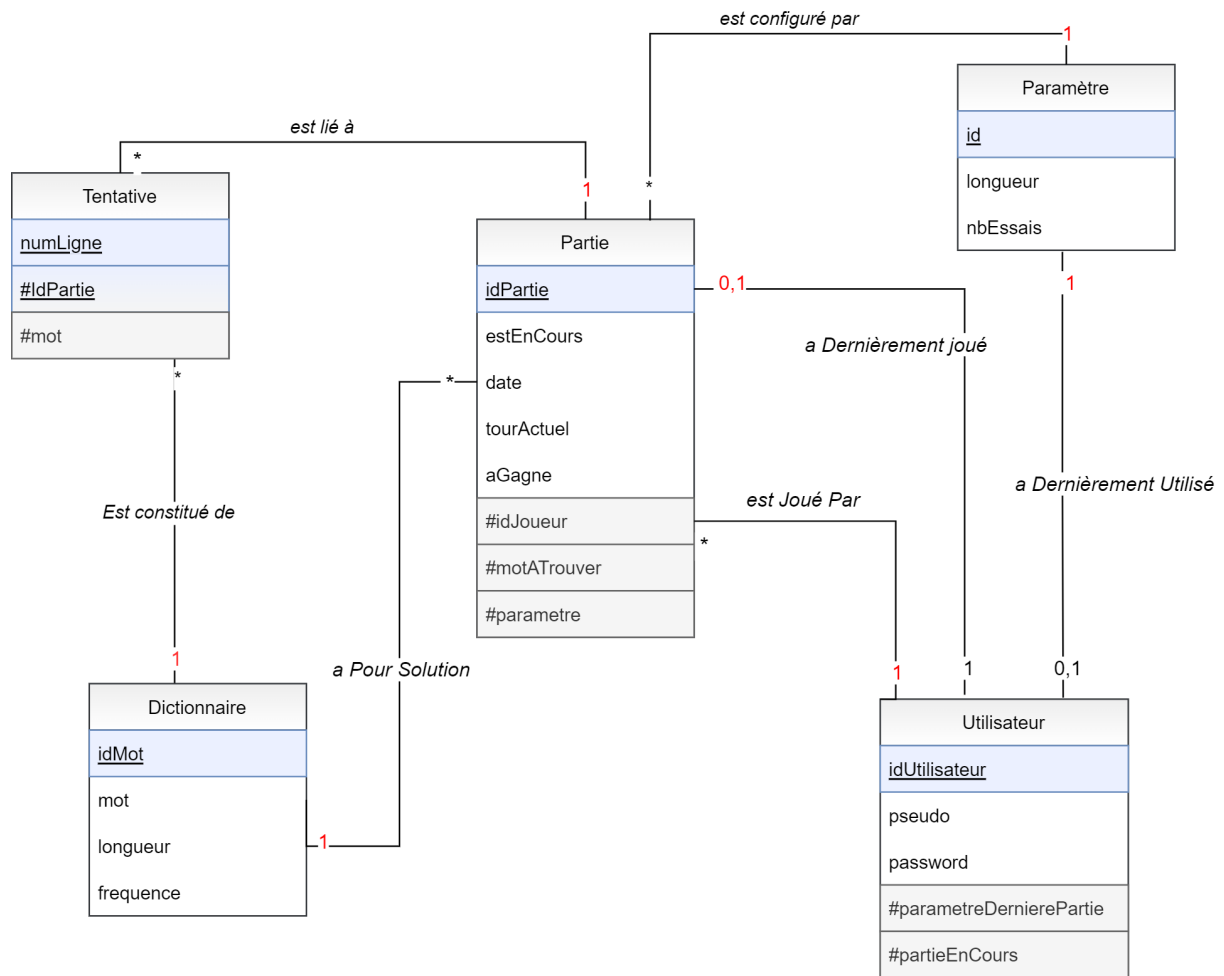 est configuré par
1
Paramètre
id
longueur
nbEssais
est lié à
*
1
*
Tentative
numLigne
#IdPartie
#mot
*
Partie
idPartie
estEnCours
date
tourActuel
aGagne
#idJoueur
#motATrouver
#parametre
0,1
1
a Dernièrement joué
*
a Dernièrement Utilisé
est Joué Par
*
Est constitué de
1
a Pour Solution
1
1
0,1
Dictionnaire
idMot
mot
longueur
frequence
1
Utilisateur
idUtilisateur
pseudo
password
#parametreDernierePartie
#partieEnCours